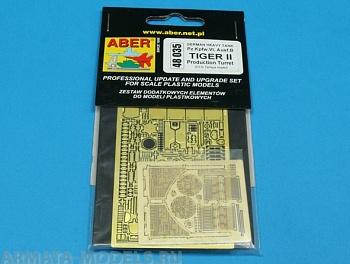 www.aber.net.pl
ABER
48 035
GERMAN HEAVY TANK
Pz.Kpfw.VI, Ausf.B
TIGER II
Production Turret
PROFESSIONAL UPDATE AND UPGRADE SET
FOR SCALE PLASTIC MODELS
ZESTAW DODATKOWYCH ELEMENTÓW
DO MODELI PLASTIKOWYCH
ARMATA-MODELS.RU